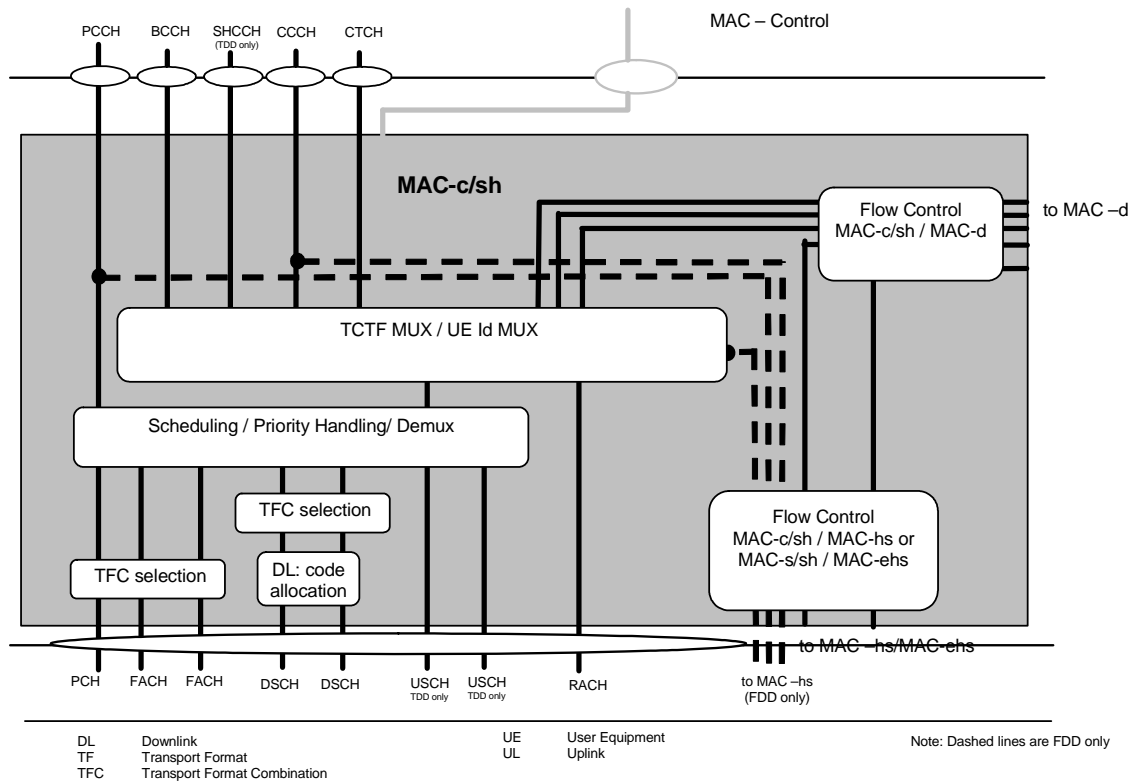 MAC – Control
PCCH BCCH SHCCH CCCH CTCH
(TDD only)
MAC-c/sh
Flow Control
MAC-c/sh / MAC-d
to MAC –d
TCTF MUX / UE Id MUX
Scheduling / Priority Handling/ Demux
TFC selection
Flow Control
MAC-c/sh / MAC-hs or
MAC-s/sh / MAC-ehs
TFC selection
DL: code
allocation
to MAC –hs/MAC-ehs
PCH FACH FACH DSCH DSCH USCH USCH RACH
TDD only TDD only
to MAC –hs
(FDD only)
DL Downlink
TF Transport Format
TFC Transport Format Combination
UE User Equipment
UL Uplink
Note: Dashed lines are FDD only